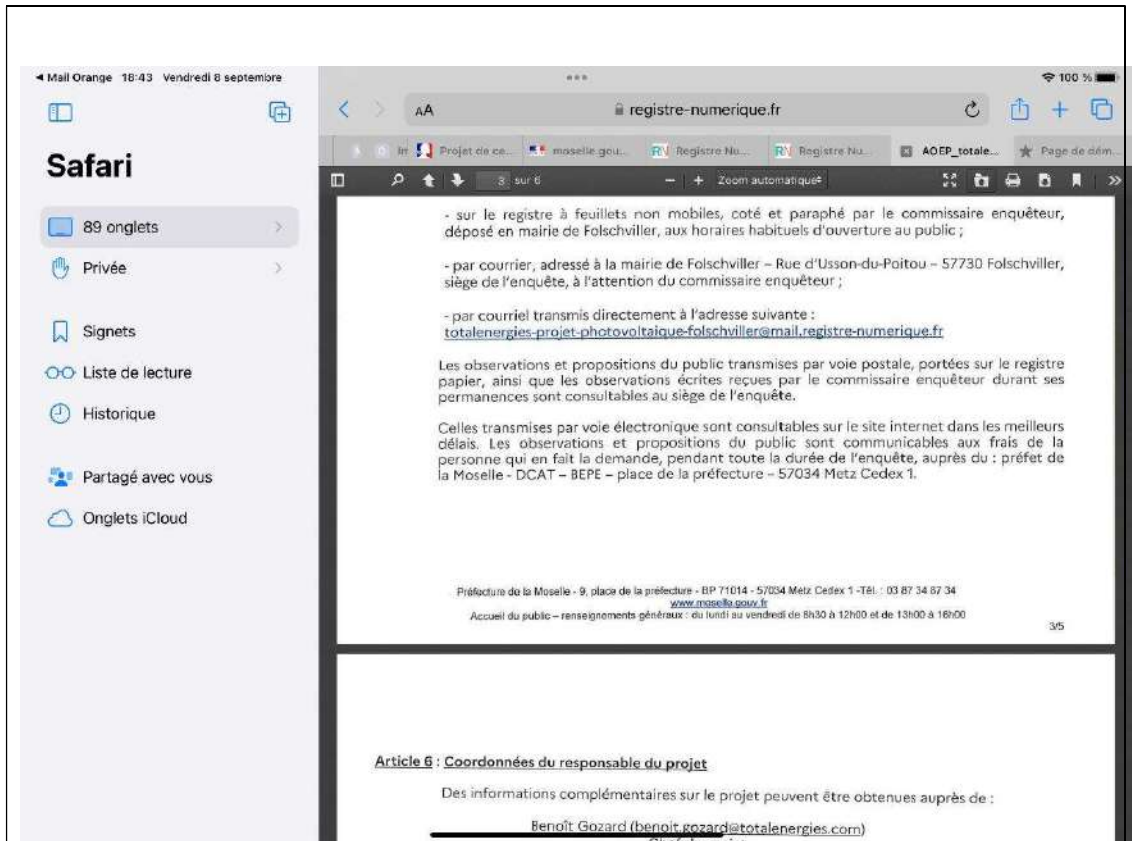 ◀ Mail Orange 18:43 Vendredi 8 septembre
100 %
Safari
89 onglets
Privée
Signets
Liste de lecture
Historique
Partagé avec vous
Onglets iCloud
AA registre-numerique.fr
Projet de ce... moselle.gou... Registre Nu... Registre Nu... AOEP_totale... Page de dém...
3 sur 6 − + Zoom automatique
- sur le registre à feuillets non mobiles, coté et paraphé par le commissaire enquêteur,
déposé en mairie de Folschviller, aux horaires habituels d'ouverture au public ;
- par courrier, adressé à la mairie de Folschviller – Rue d'Usson-du-Poitou – 57730 Folschviller,
siège de l'enquête, à l'attention du commissaire enquêteur ;
- par courriel transmis directement à l'adresse suivante :
totalenergies-projet-photovoltaique-folschviller@mail.registre-numerique.fr
Les observations et propositions du public transmises par voie postale, portées sur le registre
papier, ainsi que les observations écrites reçues par le commissaire enquêteur durant ses
permanences sont consultables au siège de l'enquête.
Celles transmises par voie électronique sont consultables sur le site internet dans les meilleurs
délais. Les observations et propositions du public sont communicables aux frais de la
personne qui en fait la demande, pendant toute la durée de l'enquête, auprès du : préfet de
la Moselle - DCAT – BEPE – place de la préfecture – 57034 Metz Cedex 1.
Préfecture de la Moselle - 9, place de la préfecture - BP 71014 - 57034 Metz Cedex 1 -Tél. : 03 87 34 87 34
www.moselle.gouv.fr
Accueil du public – renseignements généraux : du lundi au vendredi de 8h30 à 12h00 et de 13h00 à 16h00
3/5
Article 6 : Coordonnées du responsable du projet
Des informations complémentaires sur le projet peuvent être obtenues auprès de :
Benoît Gozard (benoit.gozard@totalenergies.com)